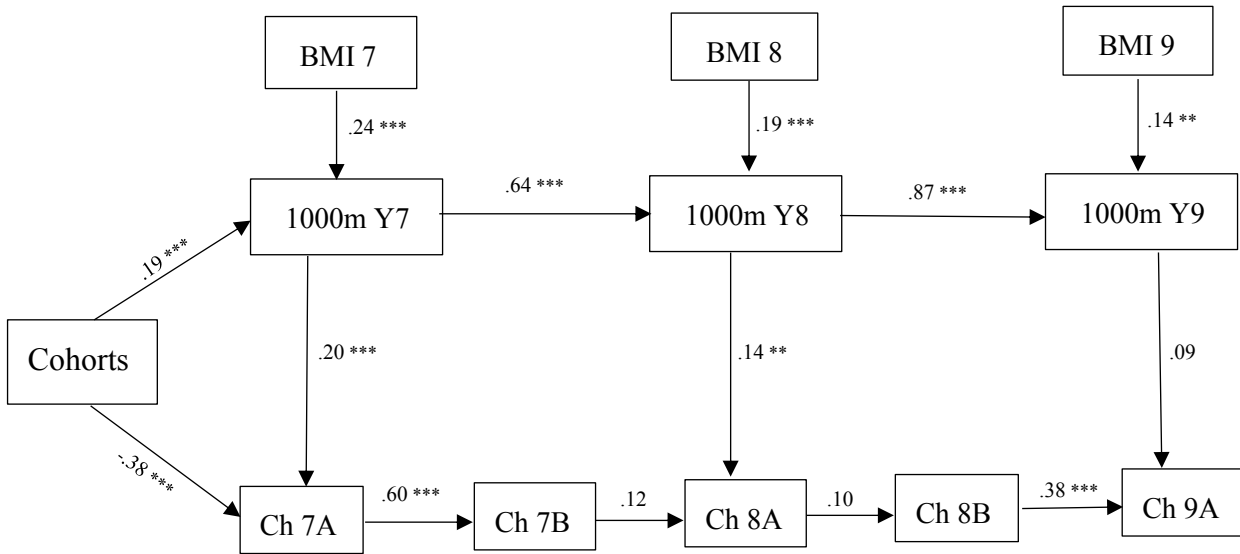 BMI 7
BMI 8
BMI 9
.24 ***
.19 ***
.14 **
1000m Y7
.64 ***
1000m Y8
.87 ***
1000m Y9
.19 ***
Cohorts
.20 ***
.14 **
.09
-.38 ***
Ch 7A
.60 ***
Ch 7B
.12
Ch 8A
.10
Ch 8B
.38 ***
Ch 9A